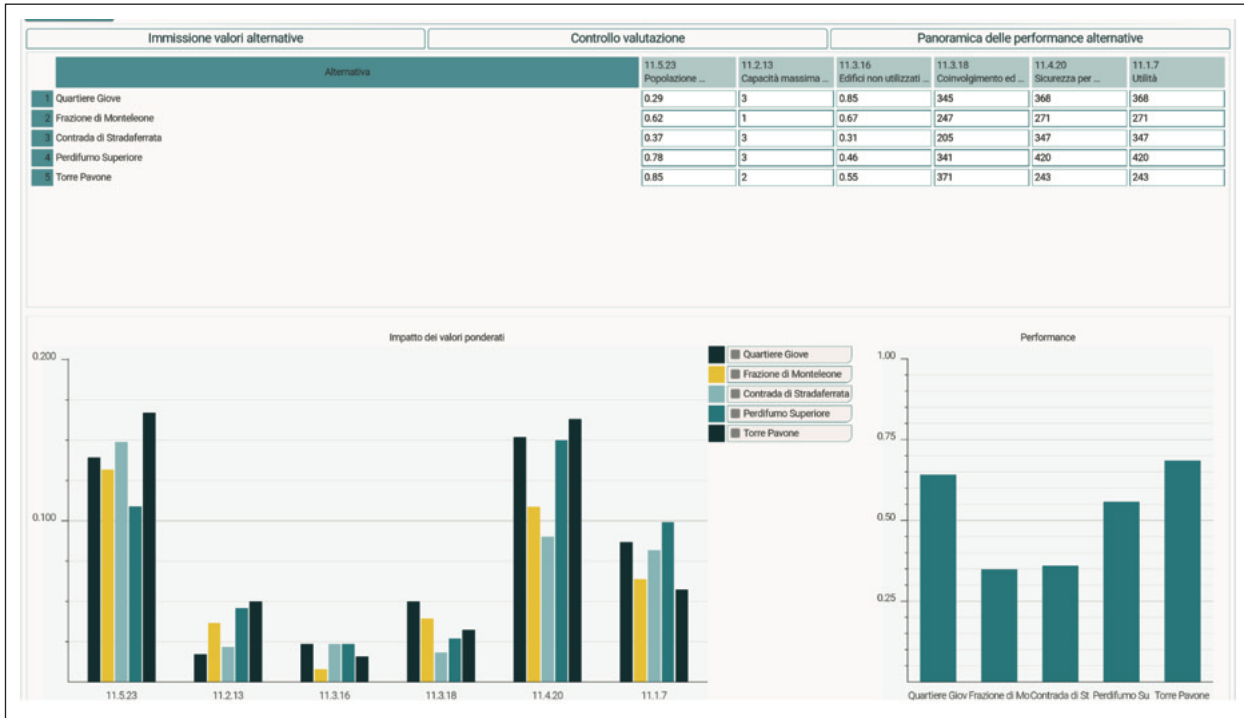 Immissione valori alternative Controllo valutazione Panoramica delle performance alternative
Alternativa 11.5.23 Popolazione ... 11.2.13 Capacità massima ... 11.3.16 Edifici non utilizzati ... 11.3.18 Coinvolgimento ed ... 11.4.20 Sicurezza per ... 11.1.7 Utilità
1 Quartiere Giove 0.29 3 0.85 345 368 368
2 Frazione di Monteleone 0.62 1 0.67 247 271 271
3 Contrada di Stradaferrata 0.37 3 0.31 205 347 347
4 Perdifumo Superiore 0.78 3 0.46 341 420 420
5 Torre Pavone 0.85 2 0.55 371 243 243
Impatto dei valori ponderati
0.200
0.100
11.5.23 11.2.13 11.3.16 11.3.18 11.4.20 11.1.7
Quartiere Giove
Frazione di Monteleone
Contrada di Stradaferrata
Perdifumo Superiore
Torre Pavone
Performance
1.00
0.75
0.50
0.25
Quartiere Giov Frazione di Mo Contrada di St Perdifumo Su Torre Pavone